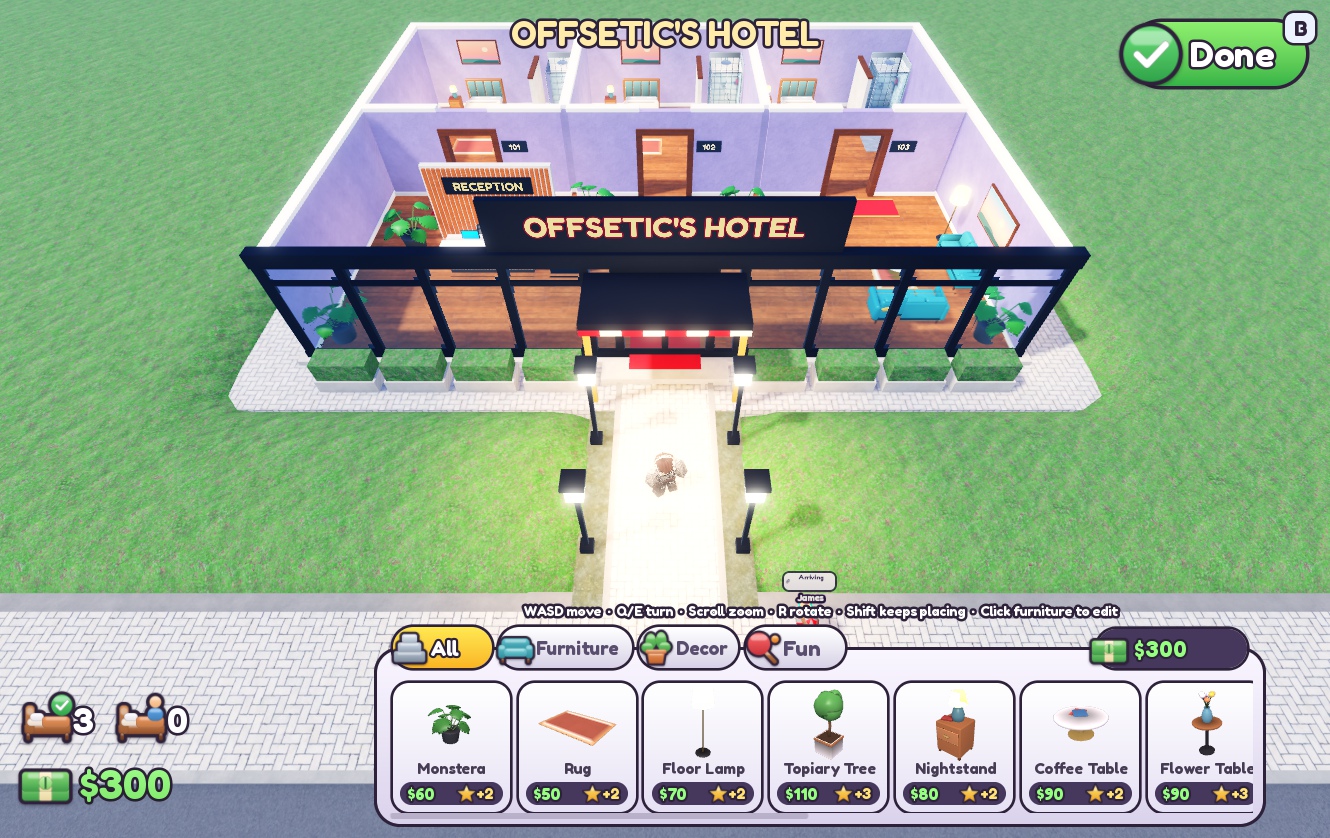 OFFSETIC'S HOTEL
B
Done
101
102
103
RECEPTION
OFFSETIC'S HOTEL
Arriving
James
WASD move • Q/E turn • Scroll zoom • R rotate • Shift keeps placing • Click furniture to edit
All
Furniture
Decor
Fun
$300
3
0
$300
Monstera
Rug
Floor Lamp
Topiary Tree
Nightstand
Coffee Table
Flower Table
$60 +2
$50 +2
$70 +2
$110 +3
$80 +2
$90 +2
$90 +3